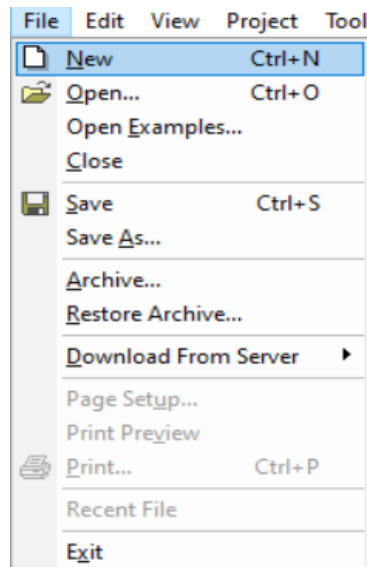 File Edit View Project Tool
New Ctrl+N
Open... Ctrl+O
Open Examples...
Close
Save Ctrl+S
Save As...
Archive...
Restore Archive...
Download From Server
Page Setup...
Print Preview
Print... Ctrl+P
Recent File
Exit